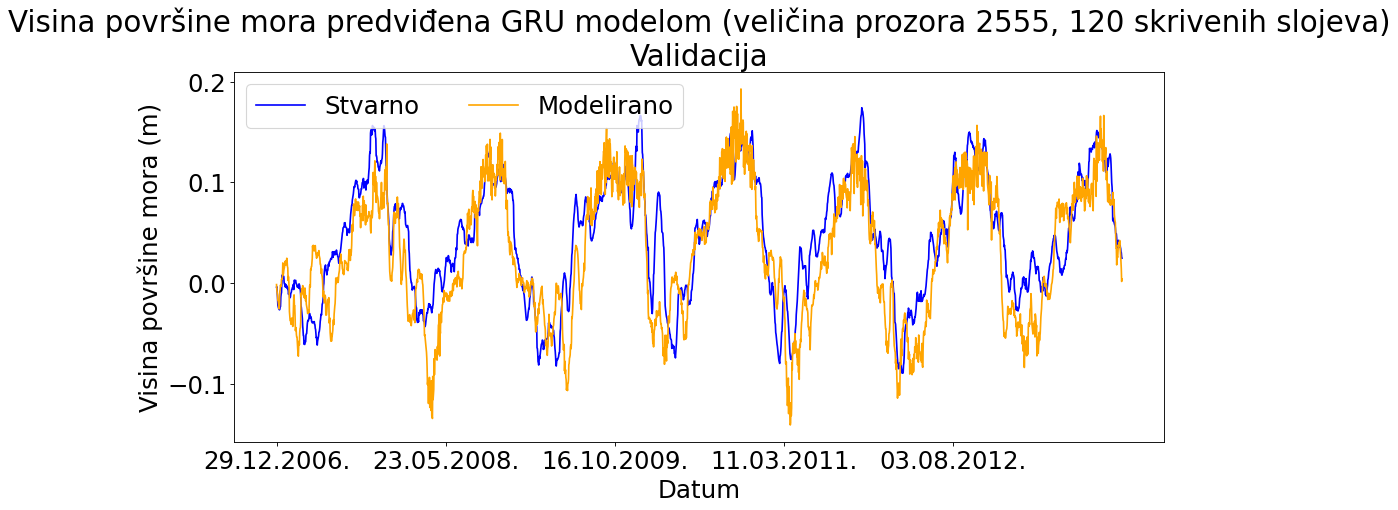 Visina površine mora predviđena GRU modelom (veličina prozora 2555, 120 skrivenih slojeva)
Validacija
Stvarno Modelirano
Visina površine mora (m)
0.2
0.1
0.0
−0.1
29.12.2006. 23.05.2008. 16.10.2009. 11.03.2011. 03.08.2012.
Datum